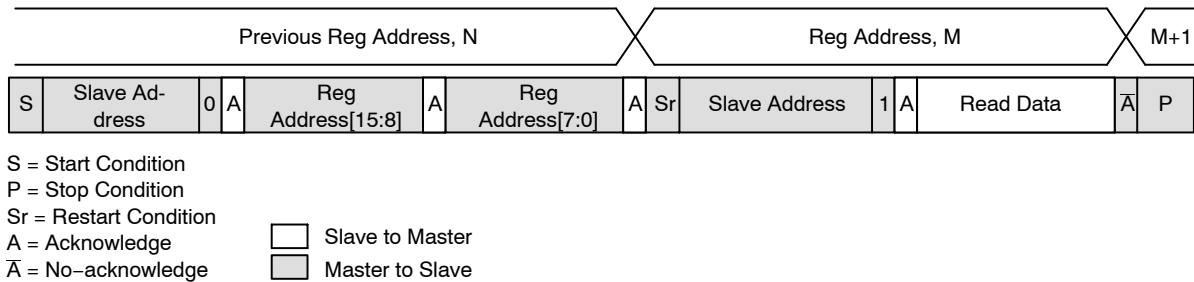 Previous Reg Address, N Reg Address, M M+1
S Slave Ad-
dress 0 A Reg
Address[15:8] A Reg
Address[7:0] A Sr Slave Address 1 A Read Data A̅ P
S = Start Condition
P = Stop Condition
Sr = Restart Condition
A = Acknowledge
A̅ = No−acknowledge
Slave to Master
Master to Slave